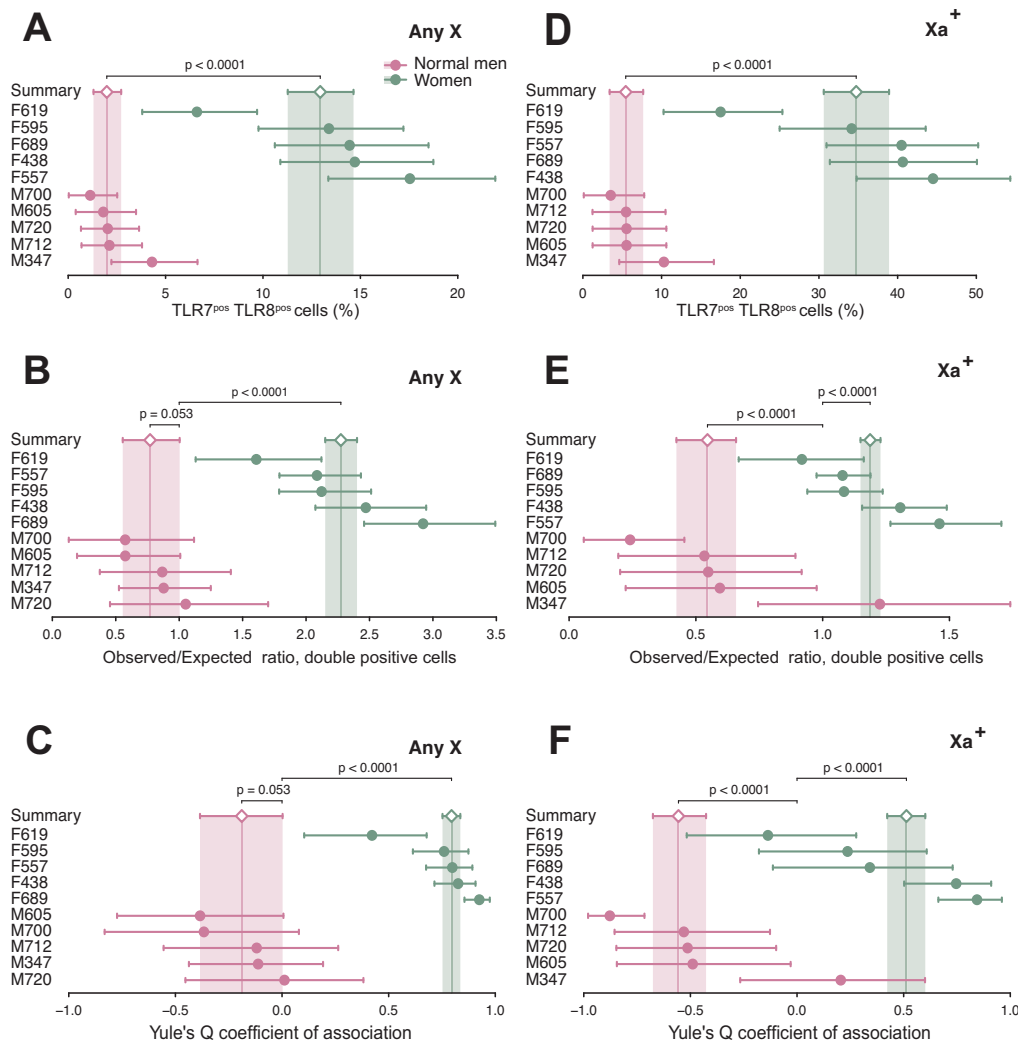 A
Any X
p < 0.0001
Normal men
Women
Summary
F619
F595
F689
F438
F557
M700
M605
M720
M712
M347
0 5 10 15 20
TLR7pos TLR8pos cells (%)
D
Xa+
p < 0.0001
Summary
F619
F595
F557
F689
F438
M700
M712
M720
M605
M347
0 10 20 30 40 50
TLR7pos TLR8pos cells (%)
B
Any X
p < 0.0001
p = 0.053
Summary
F619
F557
F595
F438
F689
M700
M605
M712
M347
M720
0.0 0.5 1.0 1.5 2.0 2.5 3.0 3.5
Observed/Expected ratio, double positive cells
E
Xa+
p < 0.0001
p < 0.0001
Summary
F619
F689
F595
F438
F557
M700
M712
M720
M605
M347
0.0 0.5 1.0 1.5
Observed/Expected ratio, double positive cells
C
Any X
p < 0.0001
p = 0.053
Summary
F619
F595
F557
F438
F689
M605
M700
M712
M347
M720
−1.0 −0.5 0.0 0.5 1.0
Yule's Q coefficient of association
F
Xa+
p < 0.0001
p < 0.0001
Summary
F619
F595
F689
F438
F557
M700
M712
M720
M605
M347
−1.0 −0.5 0.0 0.5 1.0
Yule's Q coefficient of association